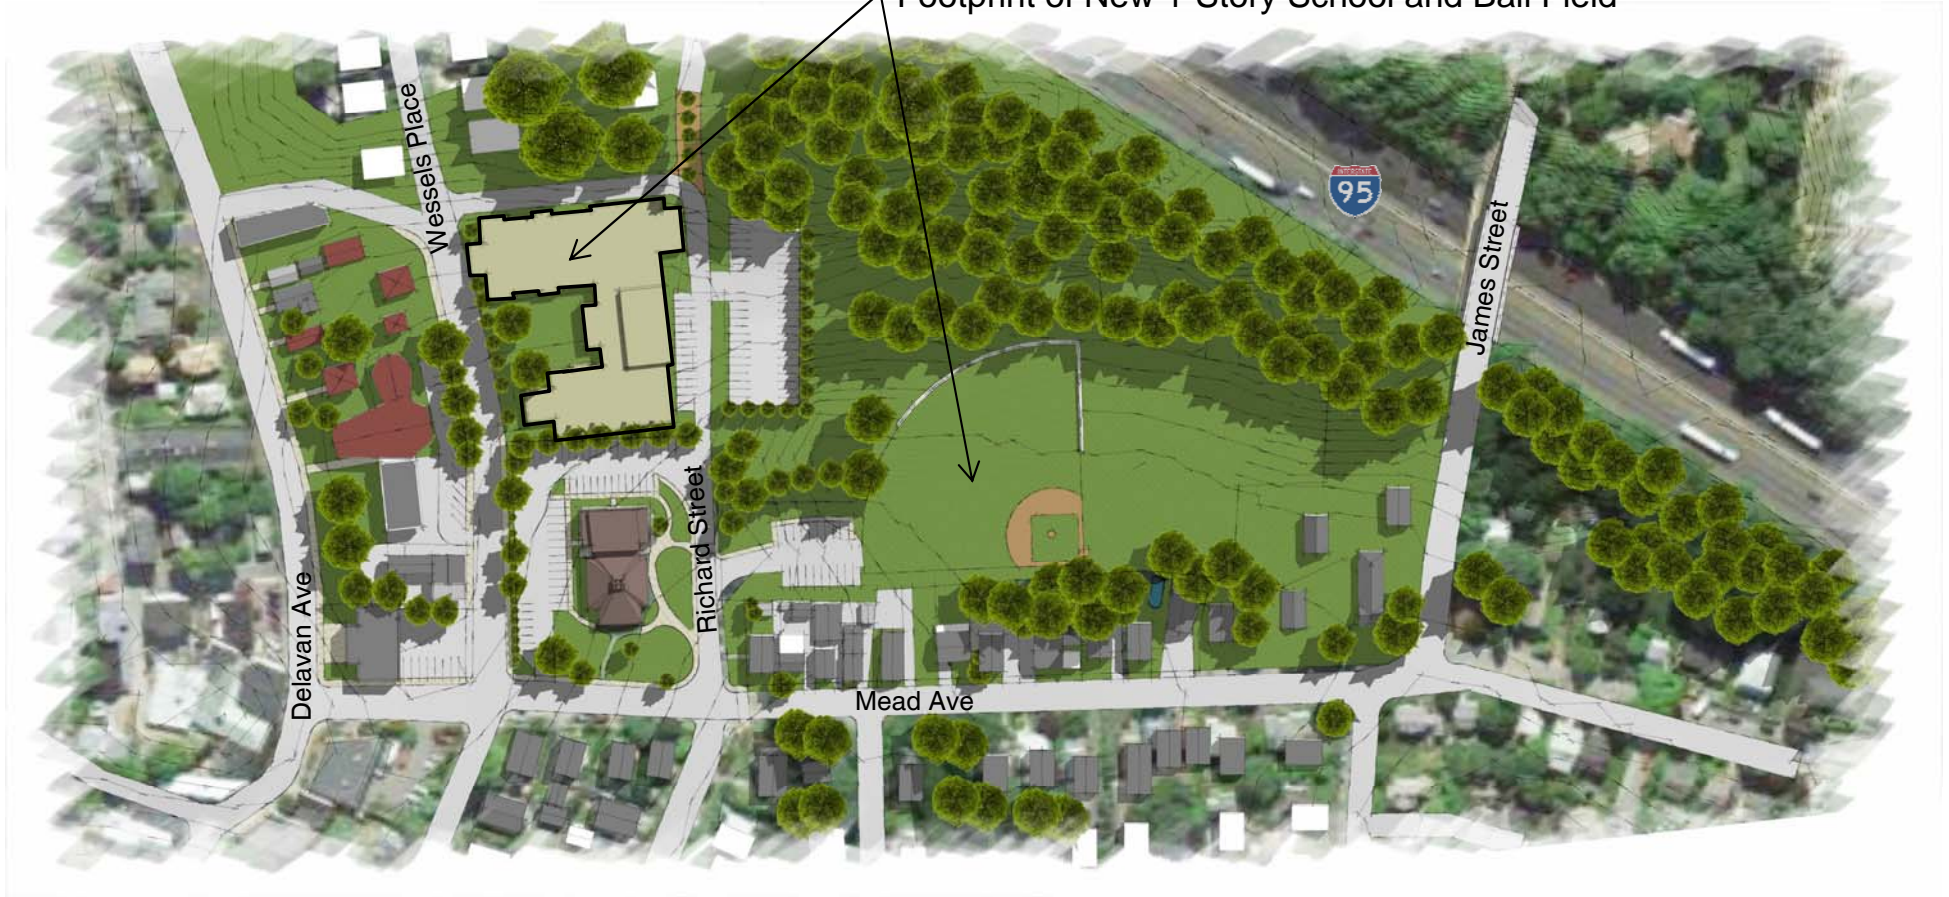 Footprint of New 1 Story School and Ball Field
Wessels Place
INTERSTATE
95
James Street
Richard Street
Delavan Ave
Mead Ave